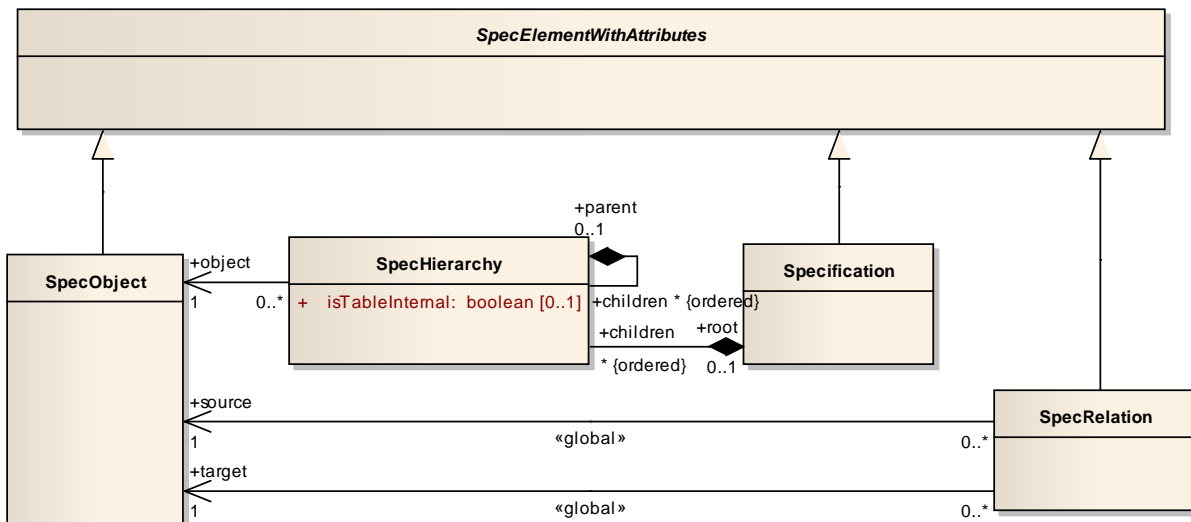 SpecElementWithAttributes
+parent
0..1
SpecObject
+object
1
0..*
SpecHierarchy
+ isTableInternal: boolean [0..1]
Specification
+children * {ordered}
+children
* {ordered}
+root
0..1
SpecRelation
+source
1
«global»
0..*
+target
1
«global»
0..*